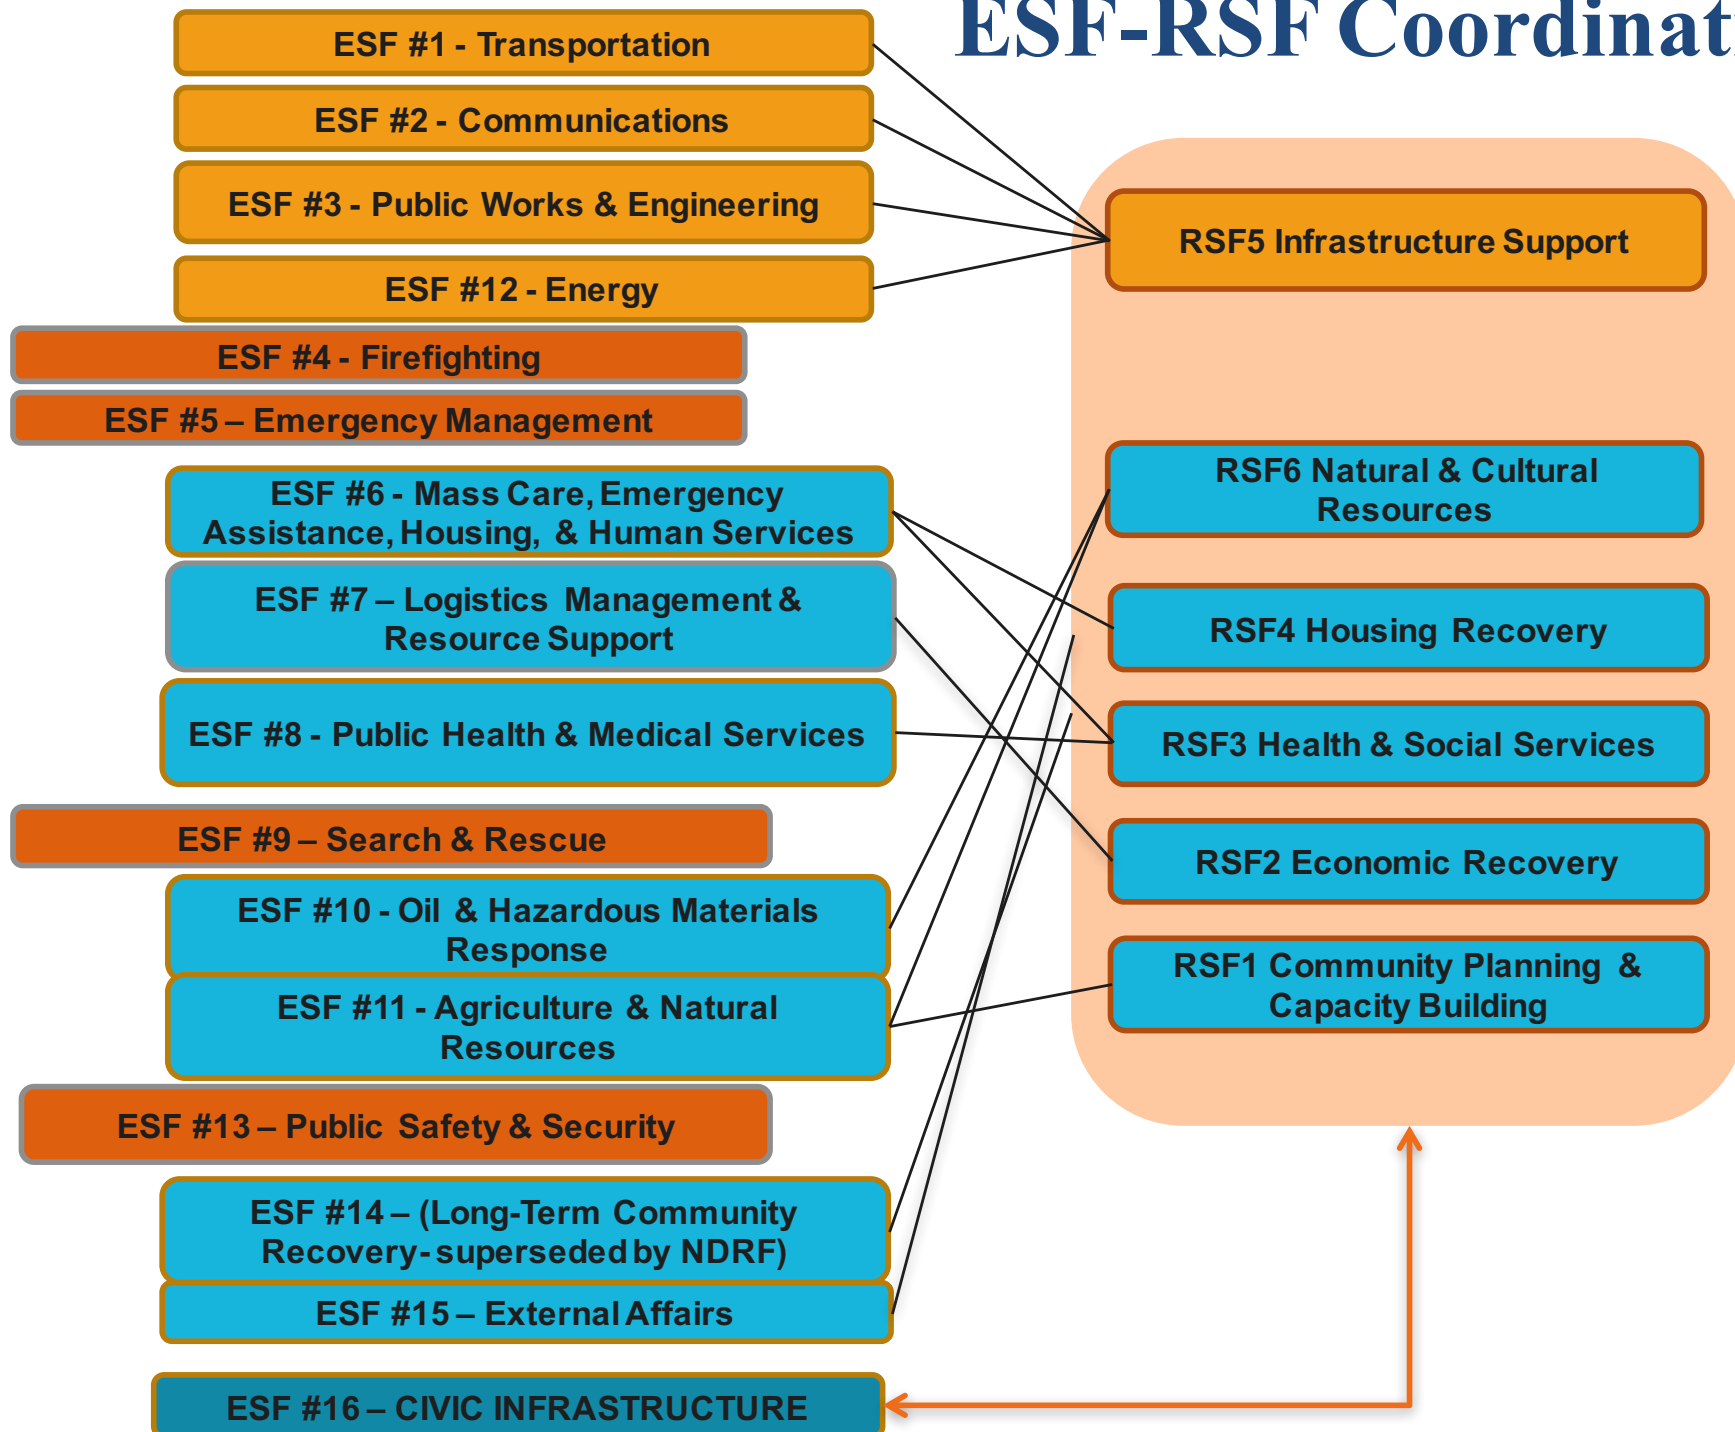 ESF-RSF Coordinati
ESF #1 - Transportation
ESF #2 - Communications
ESF #3 - Public Works & Engineering
ESF #12 - Energy
ESF #4 - Firefighting
ESF #5 – Emergency Management
ESF #6 - Mass Care, Emergency
Assistance, Housing, & Human Services
ESF #7 – Logistics Management &
Resource Support
ESF #8 - Public Health & Medical Services
ESF #9 – Search & Rescue
ESF #10 - Oil & Hazardous Materials
Response
ESF #11 - Agriculture & Natural
Resources
ESF #13 – Public Safety & Security
ESF #14 – (Long-Term Community
Recovery- superseded by NDRF)
ESF #15 – External Affairs
ESF #16 – CIVIC INFRASTRUCTURE
RSF5 Infrastructure Support
RSF6 Natural & Cultural
Resources
RSF4 Housing Recovery
RSF3 Health & Social Services
RSF2 Economic Recovery
RSF1 Community Planning &
Capacity Building